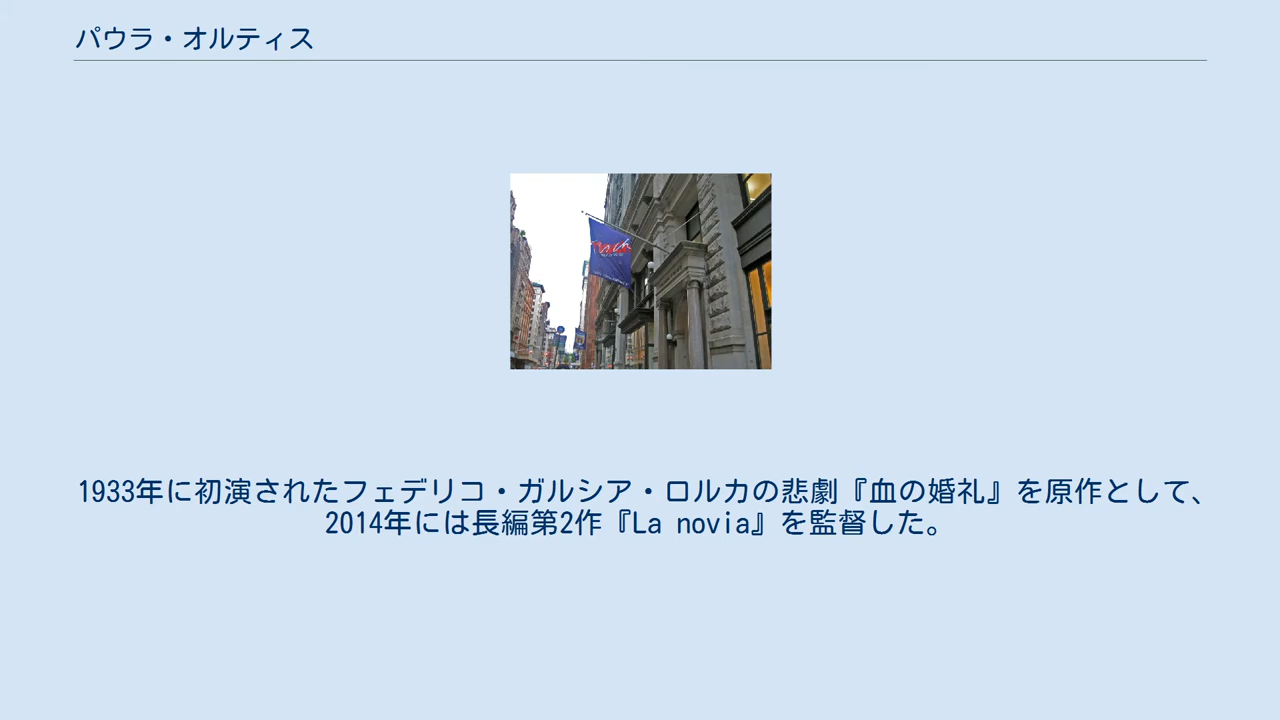 パウラ・オルティス
Tisch
1933年に初演されたフェデリコ・ガルシア・ロルカの悲劇『血の婚礼』を原作として、
2014年には長編第2作『La novia』を監督した。